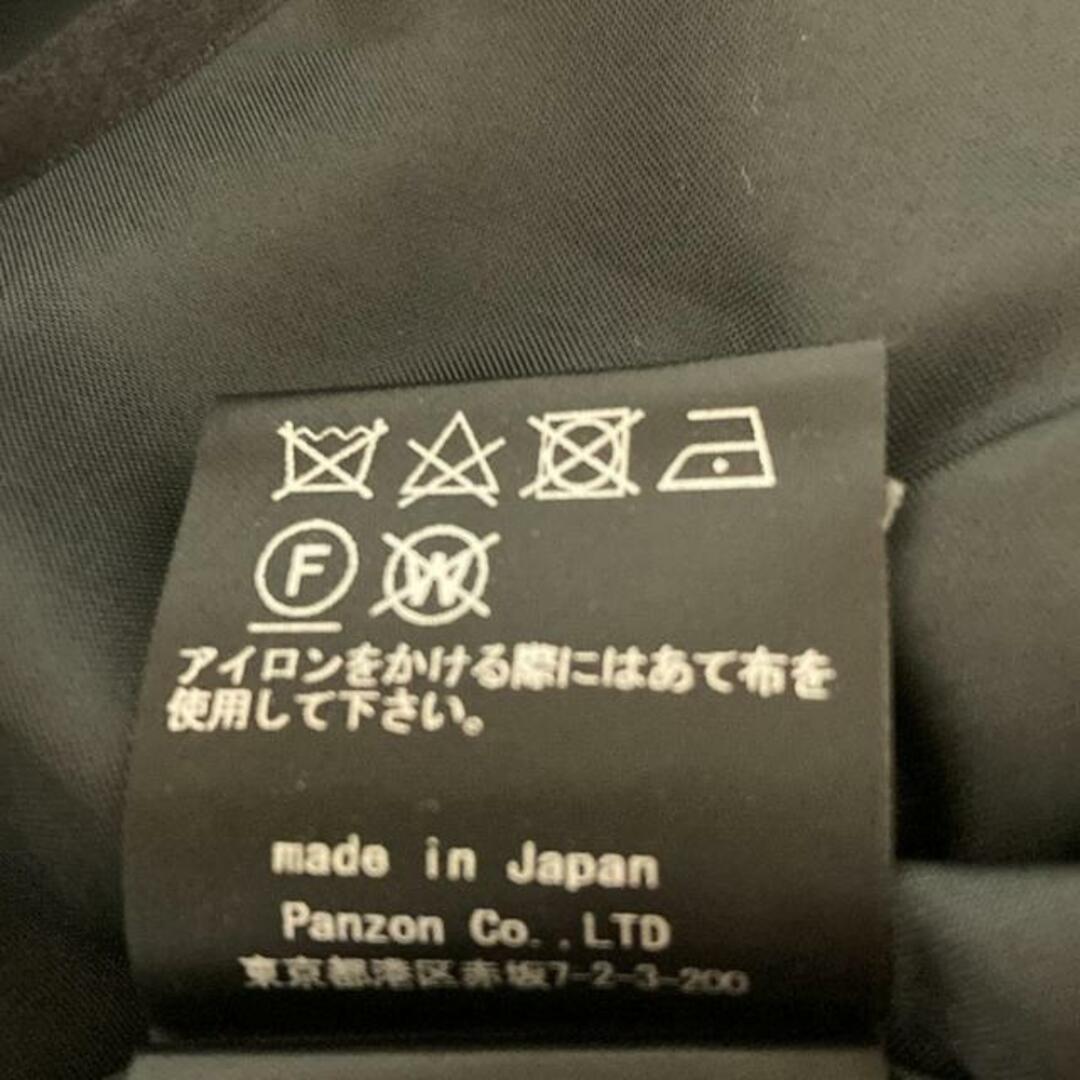 F W
アイロンをかける際にはあて布を
使用して下さい。
made in Japan
Panzon Co.,LTD
東京都港区赤坂7-2-3-200